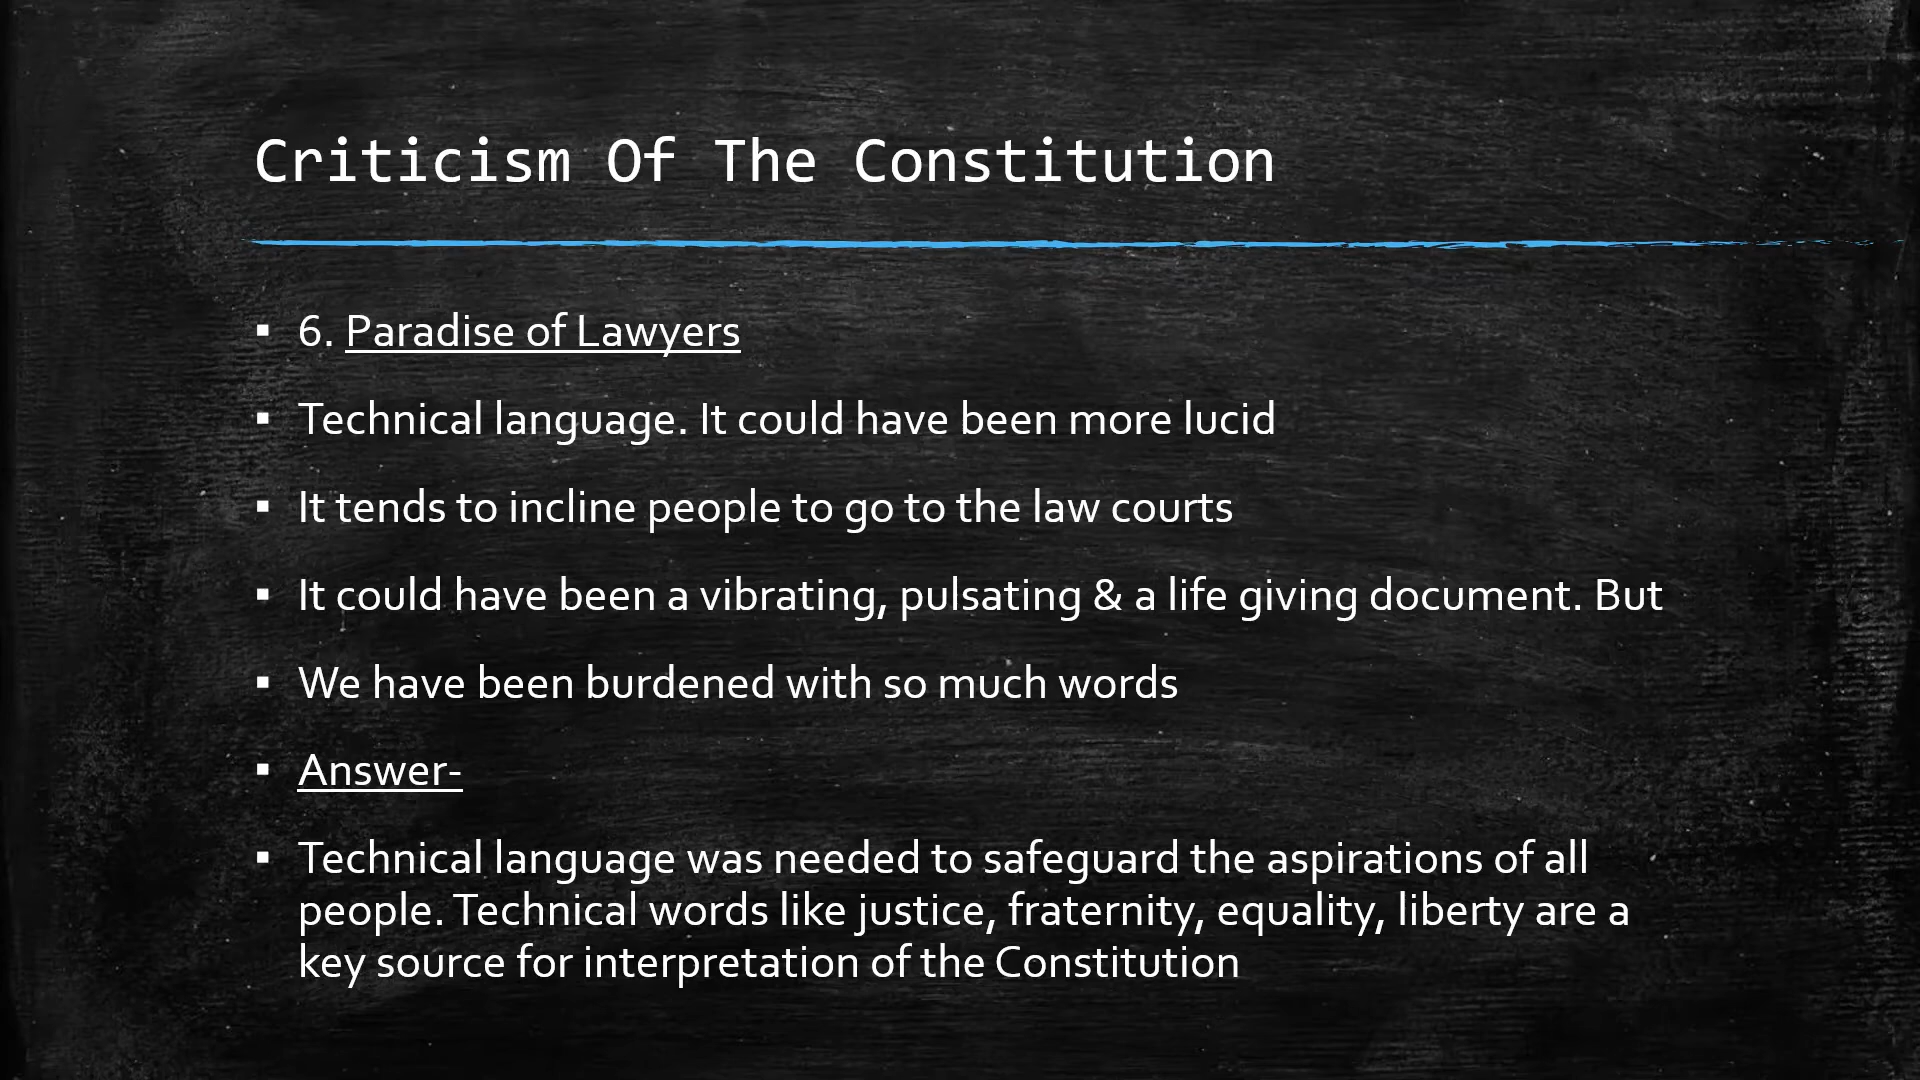 Criticism Of The Constitution
▪ 6. Paradise of Lawyers
▪ Technical language. It could have been more lucid
▪ It tends to incline people to go to the law courts
▪ It could have been a vibrating, pulsating & a life giving document. But
▪ We have been burdened with so much words
▪ Answer-
▪ Technical language was needed to safeguard the aspirations of all
people. Technical words like justice, fraternity, equality, liberty are a
key source for interpretation of the Constitution